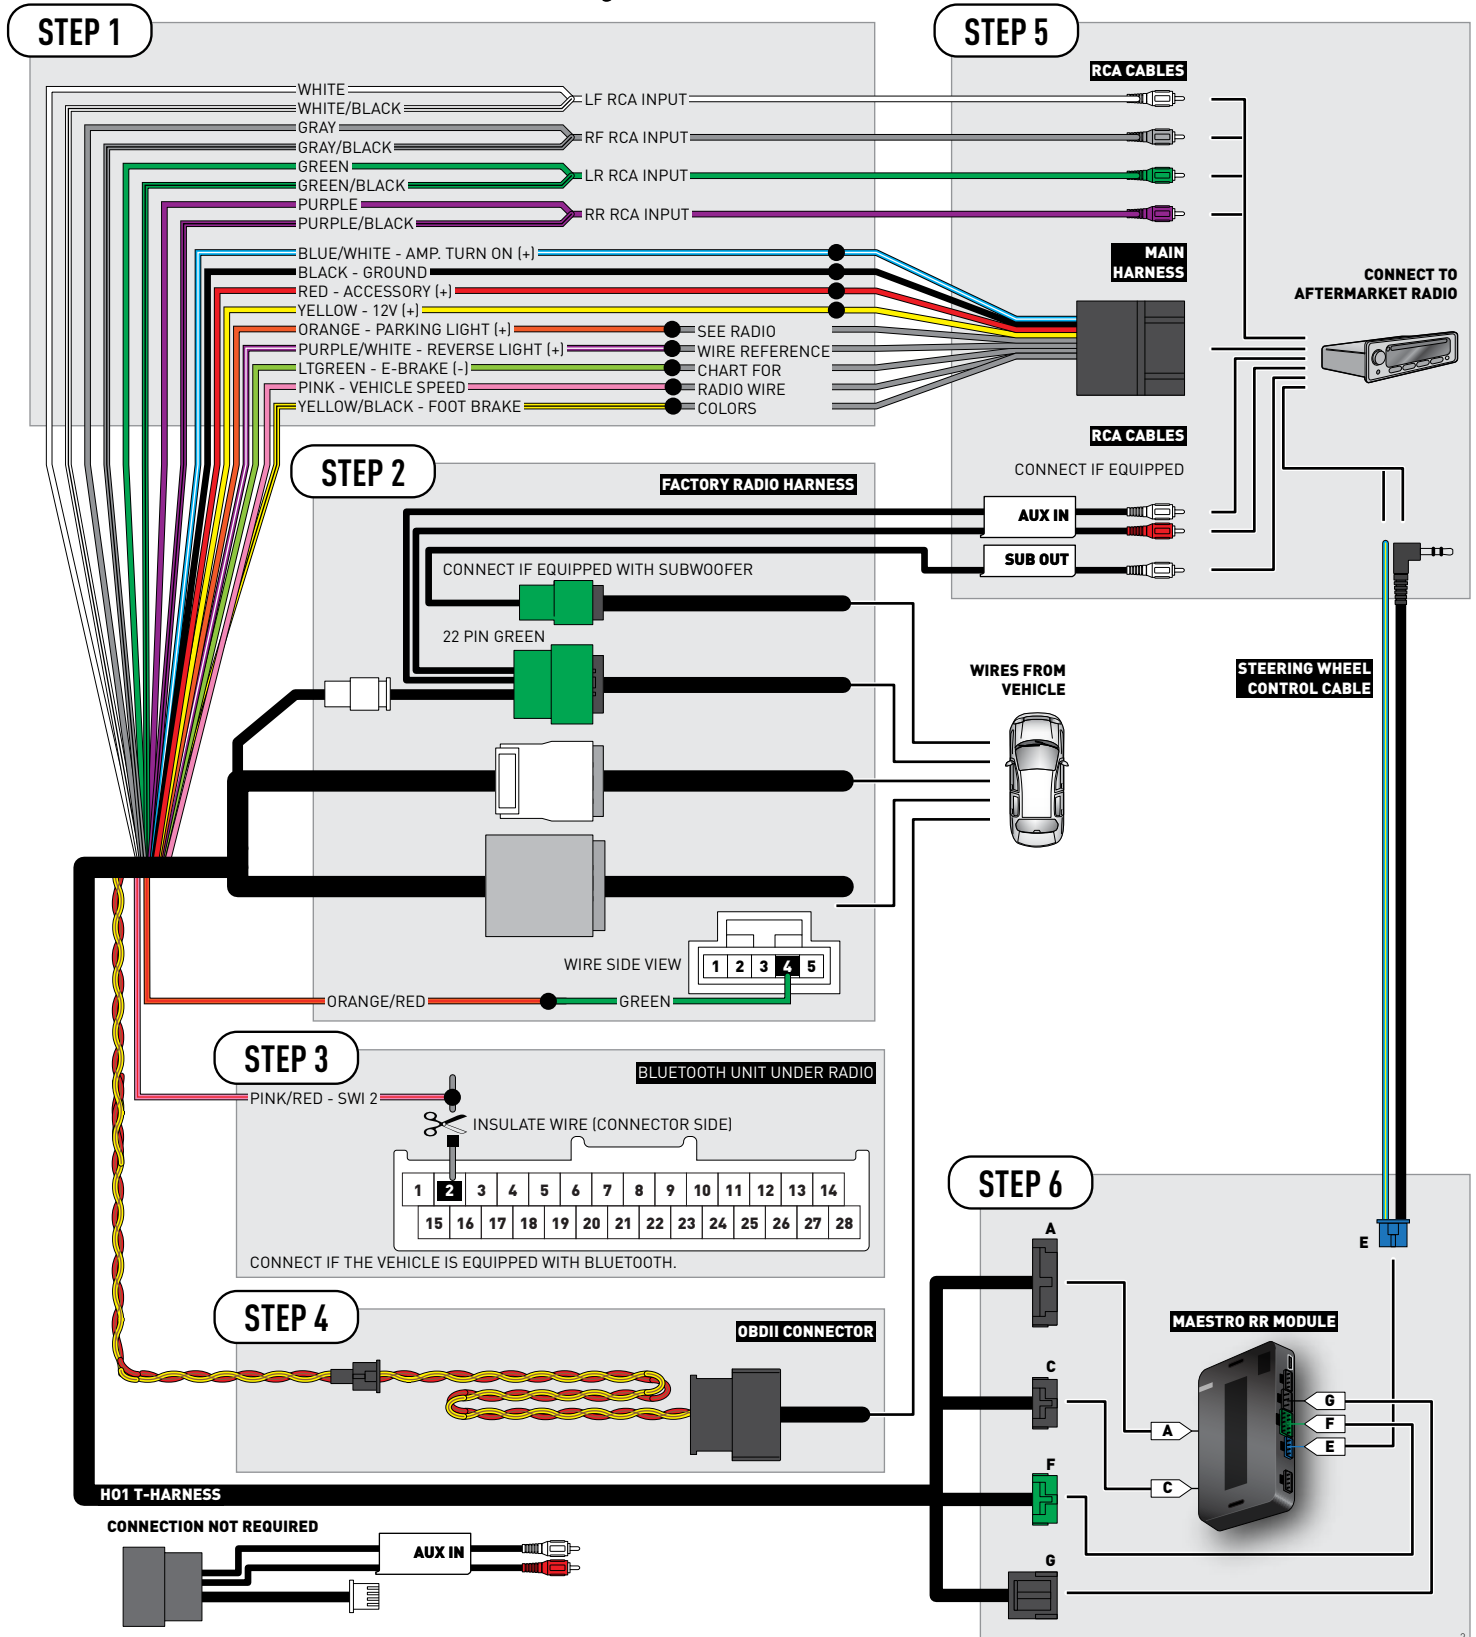 STEP 1
WHITE
WHITE/BLACK
LF RCA INPUT
GRAY
GRAY/BLACK
RF RCA INPUT
GREEN
GREEN/BLACK
LR RCA INPUT
PURPLE
PURPLE/BLACK
RR RCA INPUT
BLUE/WHITE - AMP. TURN ON (+)
BLACK - GROUND
RED - ACCESSORY (+)
YELLOW - 12V (+)
ORANGE - PARKING LIGHT (+)
PURPLE/WHITE - REVERSE LIGHT (+)
LTGREEN - E-BRAKE (-)
PINK - VEHICLE SPEED
YELLOW/BLACK - FOOT BRAKE
SEE RADIO
WIRE REFERENCE
CHART FOR
RADIO WIRE
COLORS
STEP 5
RCA CABLES
MAIN
HARNESS
CONNECT TO
AFTERMARKET RADIO
RCA CABLES
CONNECT IF EQUIPPED
AUX IN
SUB OUT
STEP 2
FACTORY RADIO HARNESS
CONNECT IF EQUIPPED WITH SUBWOOFER
22 PIN GREEN
WIRES FROM
VEHICLE
STEERING WHEEL
CONTROL CABLE
WIRE SIDE VIEW
1 2 3 4 5
ORANGE/RED
GREEN
STEP 3
BLUETOOTH UNIT UNDER RADIO
PINK/RED - SWI 2
INSULATE WIRE (CONNECTOR SIDE)
1 2 3 4 5 6 7 8 9 10 11 12 13 14
15 16 17 18 19 20 21 22 23 24 25 26 27 28
CONNECT IF THE VEHICLE IS EQUIPPED WITH BLUETOOTH.
STEP 4
OBDII CONNECTOR
STEP 6
A
E
MAESTRO RR MODULE
C
G
F
E
A
C
F
G
HO1 T-HARNESS
CONNECTION NOT REQUIRED
AUX IN